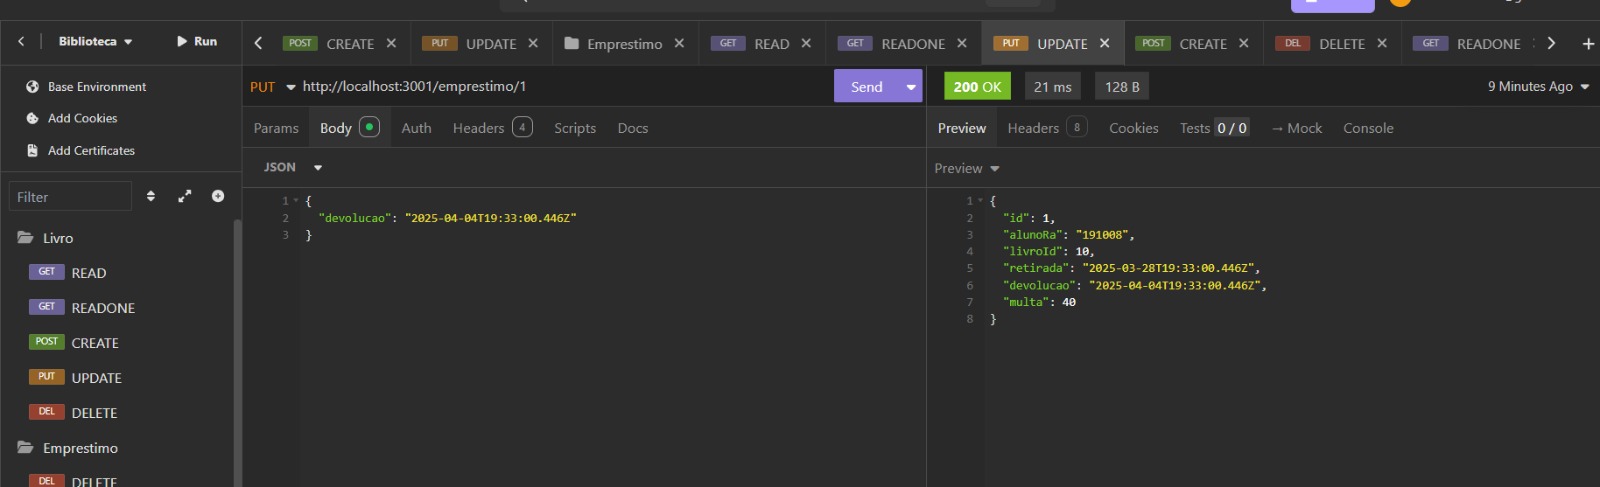 Biblioteca
Run
POST CREATE
PUT UPDATE
Emprestimo
GET READ
GET READONE
PUT UPDATE
POST CREATE
DEL DELETE
GET READONE
Base Environment
Add Cookies
Add Certificates
Filter
Livro
GET READ
GET READONE
POST CREATE
PUT UPDATE
DEL DELETE
Emprestimo
DEL DELETE
PUT http://localhost:3001/emprestimo/1
Send
Params Body Auth Headers 4 Scripts Docs
JSON
1 {
2 "devolucao": "2025-04-04T19:33:00.446Z"
3 }
200 OK 21 ms 128 B 9 Minutes Ago
Preview Headers 8 Cookies Tests 0 / 0 → Mock Console
Preview
1 {
2 "id": 1,
3 "alunoRa": "191008",
4 "livroId": 10,
5 "retirada": "2025-03-28T19:33:00.446Z",
6 "devolucao": "2025-04-04T19:33:00.446Z",
7 "multa": 40
8 }